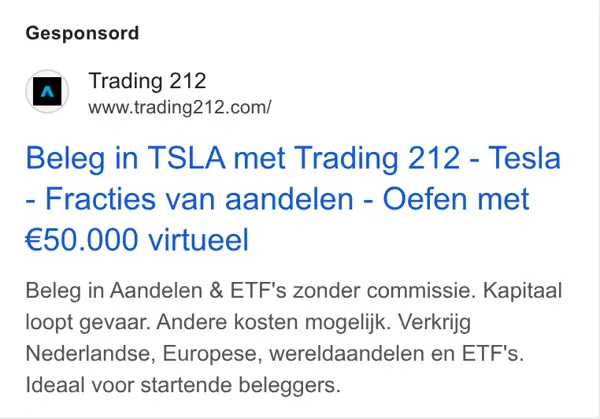 Gesponsord
Trading 212
www.trading212.com/
Beleg in TSLA met Trading 212 - Tesla
- Fracties van aandelen - Oefen met
€50.000 virtueel
Beleg in Aandelen & ETF's zonder commissie. Kapitaal
loopt gevaar. Andere kosten mogelijk. Verkrijg
Nederlandse, Europese, wereldaandelen en ETF's.
Ideaal voor startende beleggers.